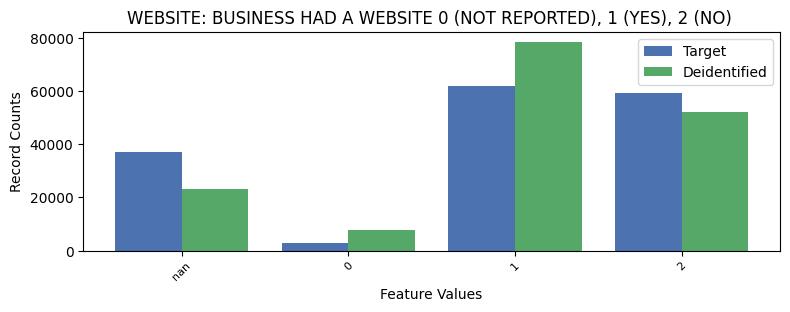 WEBSITE: BUSINESS HAD A WEBSITE 0 (NOT REPORTED), 1 (YES), 2 (NO)
Target
Deidentified
Record Counts
80000
60000
40000
20000
0
nan
0
1
2
Feature Values